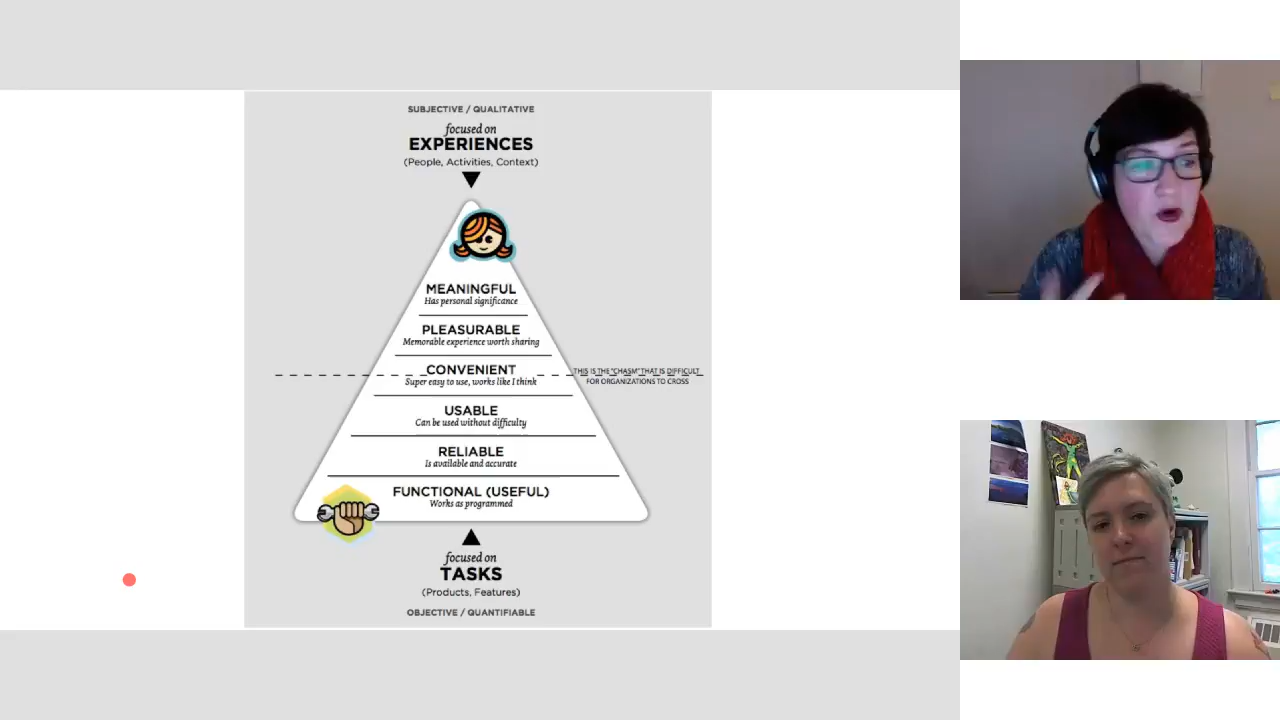 SUBJECTIVE / QUALITATIVE
focused on
EXPERIENCES
(People, Activities, Context)
MEANINGFUL
Has personal significance
PLEASURABLE
Memorable experience worth sharing
CONVENIENT
Super easy to use, works like I think
THIS IS THE "CHASM" THAT IS DIFFICULT
FOR ORGANIZATIONS TO CROSS
USABLE
Can be used without difficulty
RELIABLE
Is available and accurate
FUNCTIONAL (USEFUL)
Works as programmed
focused on
TASKS
(Products, Features)
OBJECTIVE / QUANTIFIABLE